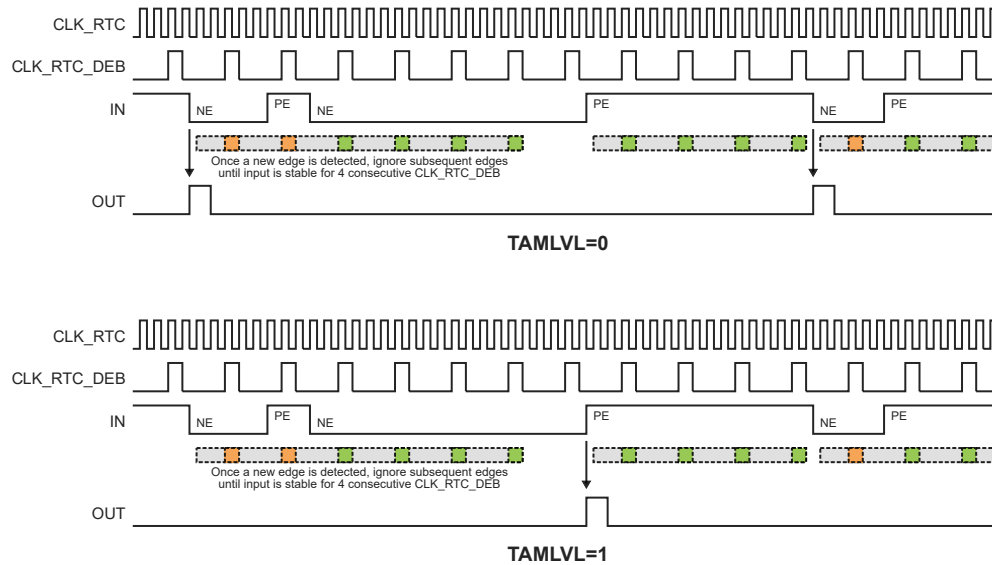 CLK_RTC
CLK_RTC_DEB
IN
NE
PE
NE
PE
NE
PE
Once a new edge is detected, ignore subsequent edges
until input is stable for 4 consecutive CLK_RTC_DEB
OUT
TAMLVL=0
CLK_RTC
CLK_RTC_DEB
IN
NE
PE
NE
PE
NE
PE
Once a new edge is detected, ignore subsequent edges
until input is stable for 4 consecutive CLK_RTC_DEB
OUT
TAMLVL=1